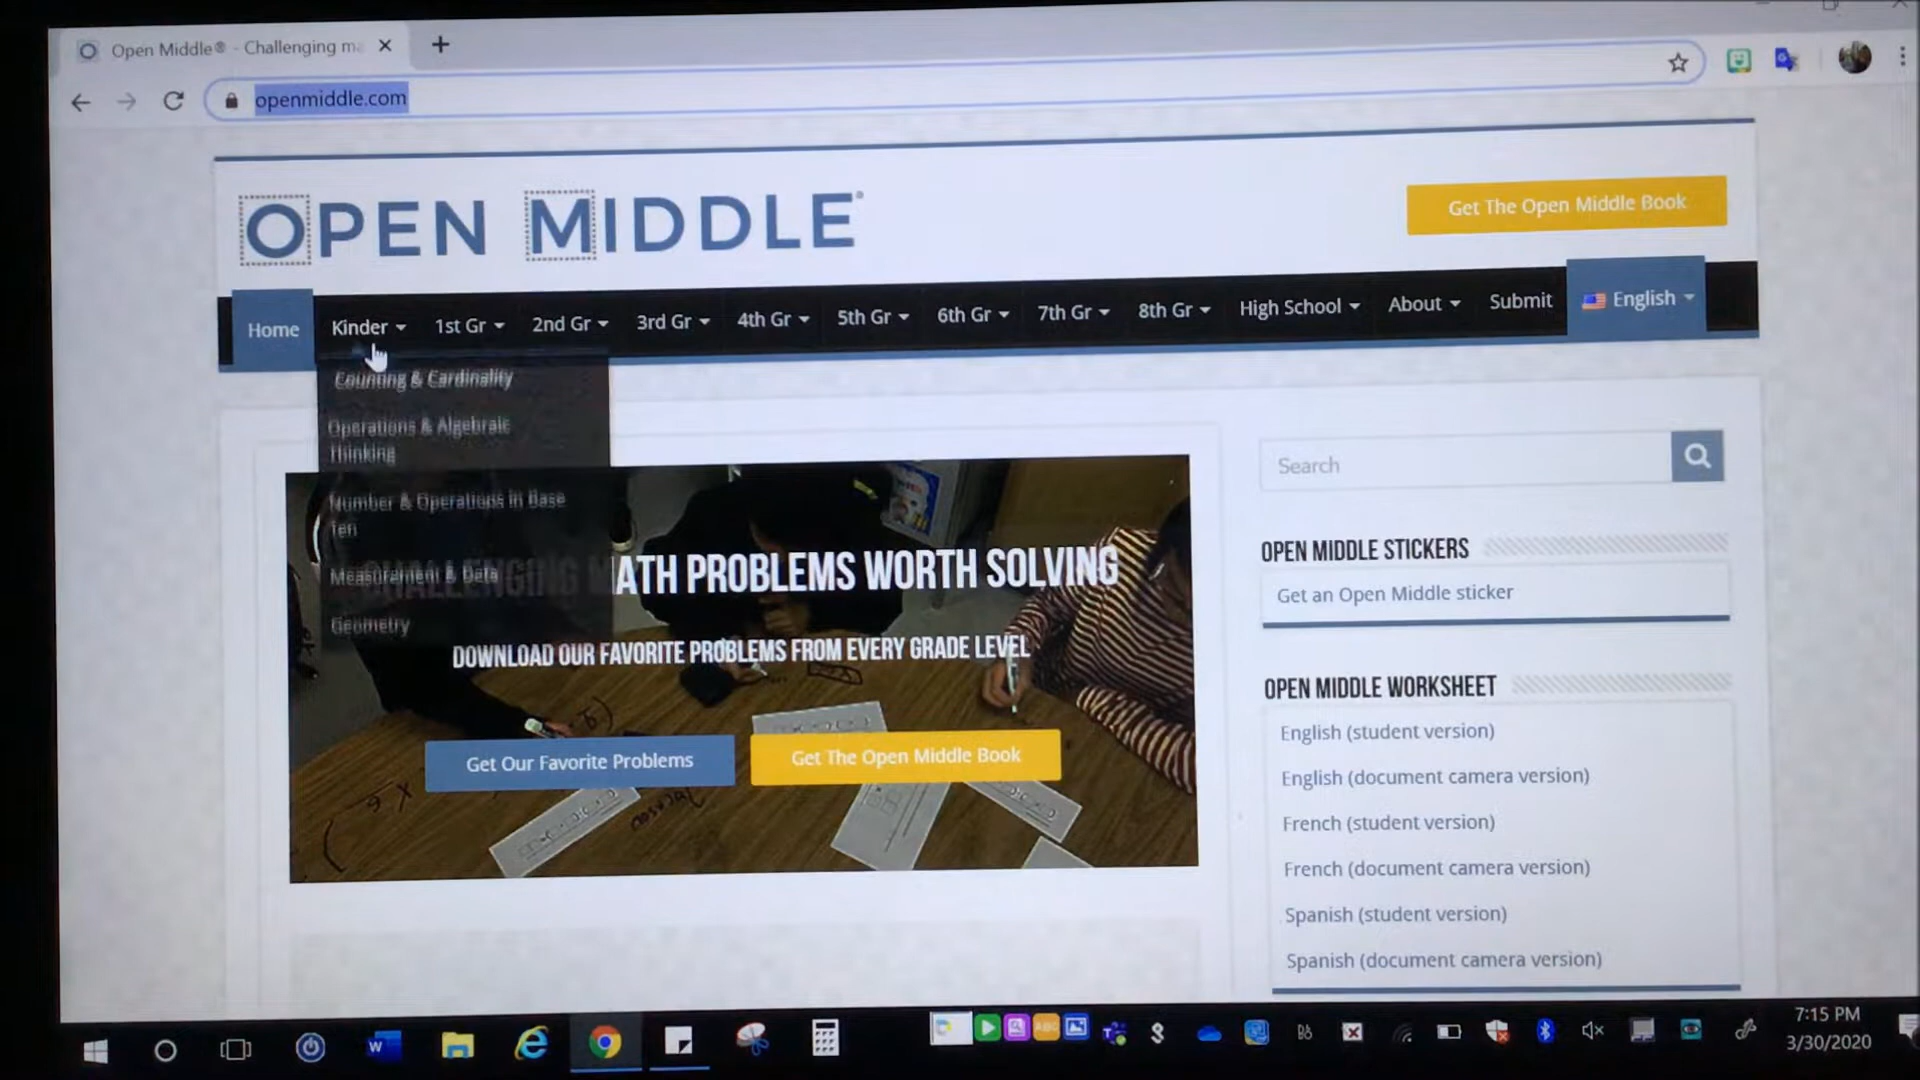 Open Middle® - Challenging ma
openmiddle.com
OPEN MIDDLE®
Get The Open Middle Book
Home Kinder 1st Gr 2nd Gr 3rd Gr 4th Gr 5th Gr 6th Gr 7th Gr 8th Gr High School About Submit English
Counting & Cardinality
Operations & Algebraic
Thinking
Number & Operations in Base
Ten
Measurement & Data
Geometry
CHALLENGING MATH PROBLEMS WORTH SOLVING
DOWNLOAD OUR FAVORITE PROBLEMS FROM EVERY GRADE LEVEL
Get Our Favorite Problems
Get The Open Middle Book
Search
OPEN MIDDLE STICKERS
Get an Open Middle sticker
OPEN MIDDLE WORKSHEET
English (student version)
English (document camera version)
French (student version)
French (document camera version)
Spanish (student version)
Spanish (document camera version)
7:15 PM
3/30/2020